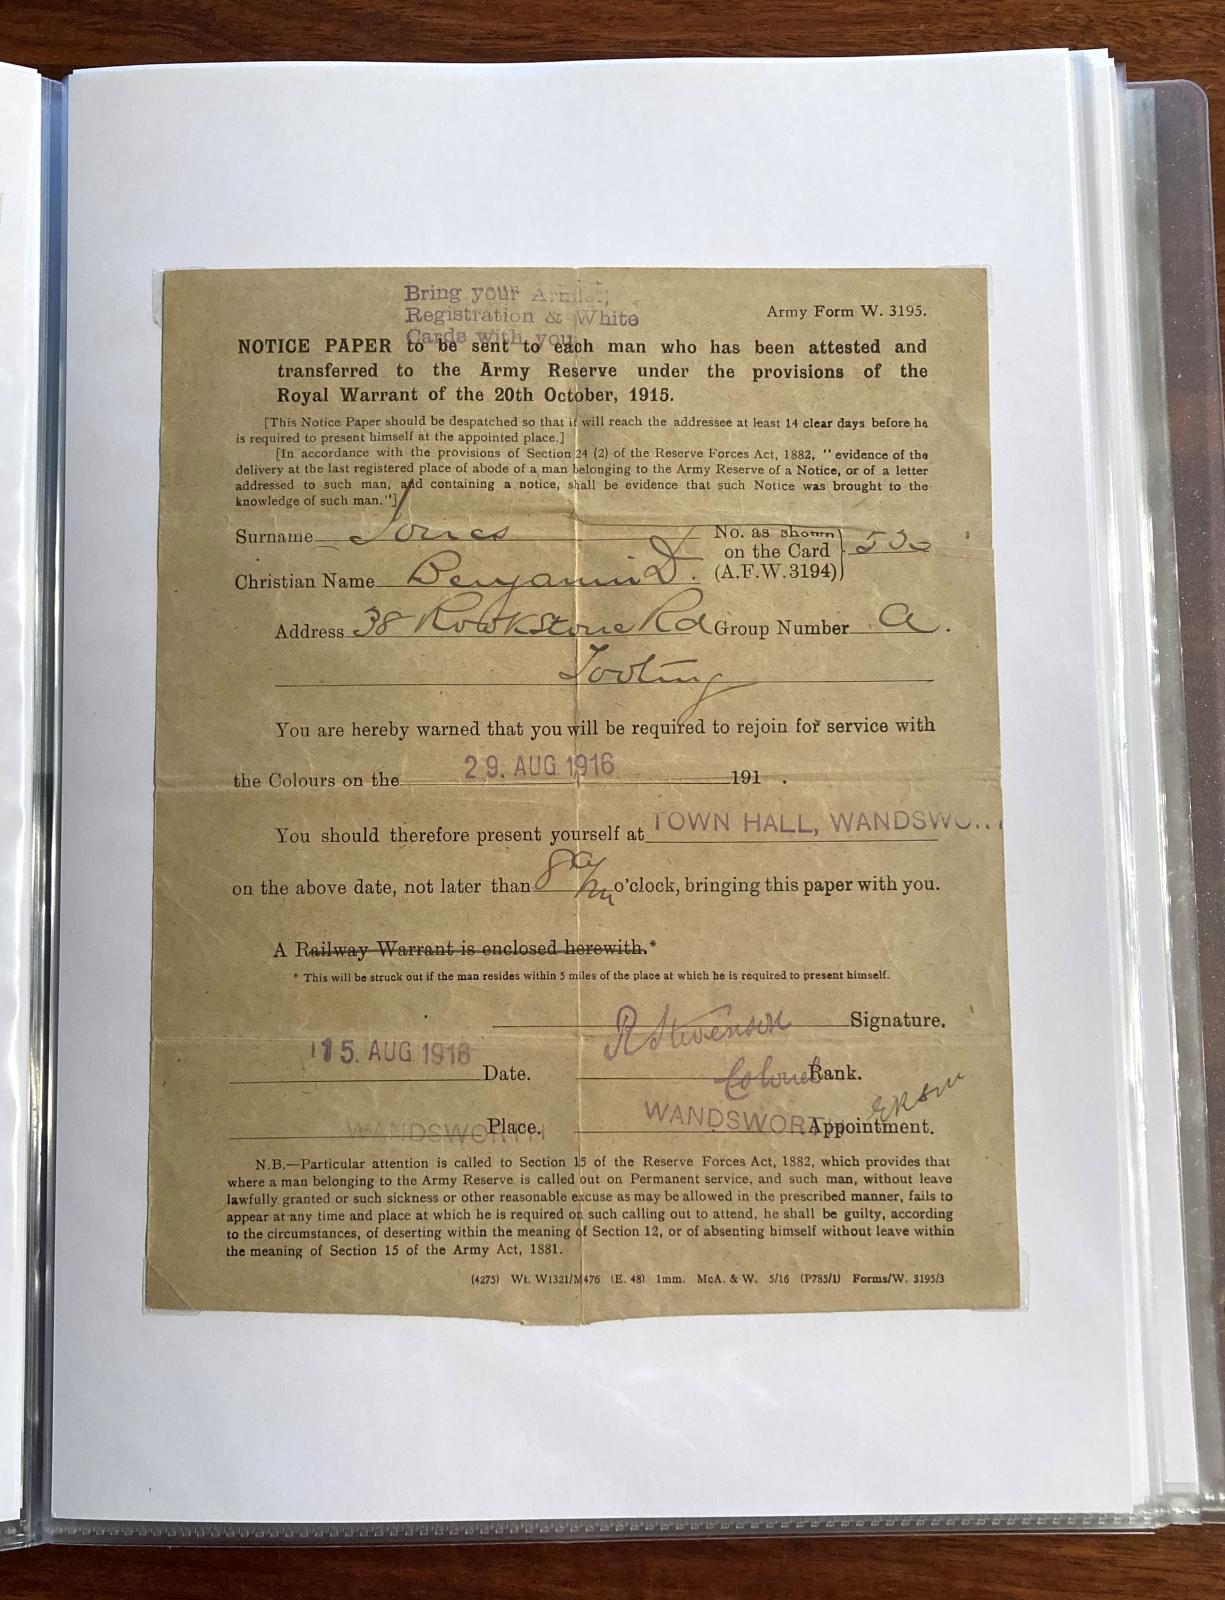 Bring your Armlet,
Registration & White
Cards with you
Army Form W. 3195.
NOTICE PAPER to be sent to each man who has been attested and
transferred to the Army Reserve under the provisions of the
Royal Warrant of the 20th October, 1915.
[This Notice Paper should be despatched so that it will reach the addressee at least 14 clear days before he
is required to present himself at the appointed place.]
[In accordance with the provisions of Section 24 (2) of the Reserve Forces Act, 1882, "evidence of the
delivery at the last registered place of abode of a man belonging to the Army Reserve of a Notice, or of a letter
addressed to such man, and containing a notice, shall be evidence that such Notice was brought to the
knowledge of such man."]
Surname Jones
No. as shown on the Card (A.F.W.3194) 530
Christian Name Benjamin D.
Address 38 Rookstone Rd Group Number A.
Tooting
You are hereby warned that you will be required to rejoin for service with
the Colours on the 29. AUG 1916 191 .
You should therefore present yourself at TOWN HALL, WANDSWO
on the above date, not later than 8 a/m o'clock, bringing this paper with you.
A Railway Warrant is enclosed herewith.*
* This will be struck out if the man resides within 5 miles of the place at which he is required to present himself.
R Stevenson Signature.
15. AUG 1916 Date. Colonel Rank.
WANDSWORTH Place. WANDSWORTH Appointment.
N.B.—Particular attention is called to Section 15 of the Reserve Forces Act, 1882, which provides that
where a man belonging to the Army Reserve is called out on Permanent service, and such man, without leave
lawfully granted or such sickness or other reasonable excuse as may be allowed in the prescribed manner, fails to
appear at any time and place at which he is required on such calling out to attend, he shall be guilty, according
to the circumstances, of deserting within the meaning of Section 12, or of absenting himself without leave within
the meaning of Section 15 of the Army Act, 1881.
(4275) Wt. W1321/M476 (E. 48) 1mm. McA. & W. 5/16 (P785/1) Forms/W. 3195/3